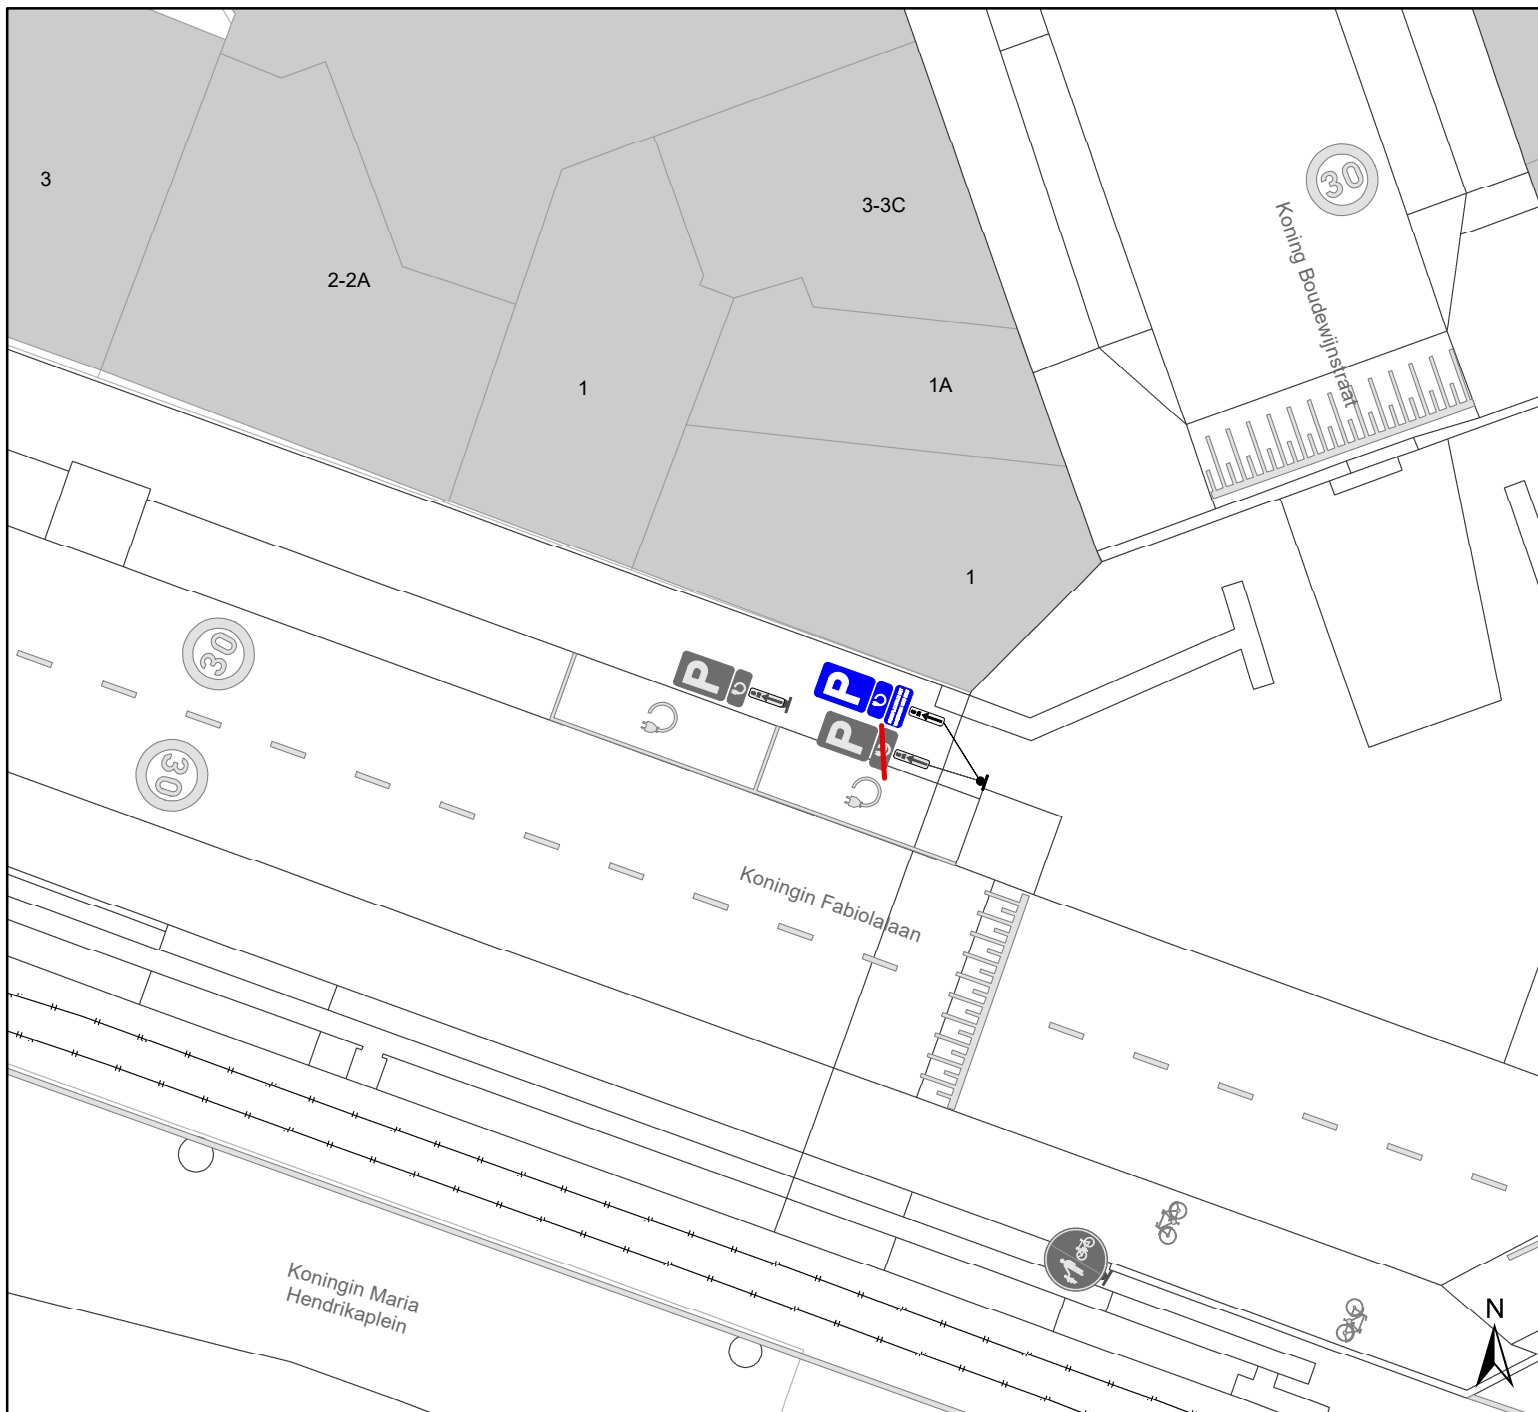 3
2-2A
3-3C
30
Koning Boudewijnstraat
1
1A
1
30
30
P
P
P
Koningin Fabiolalaan
Koningin Maria
Hendrikaplein
N